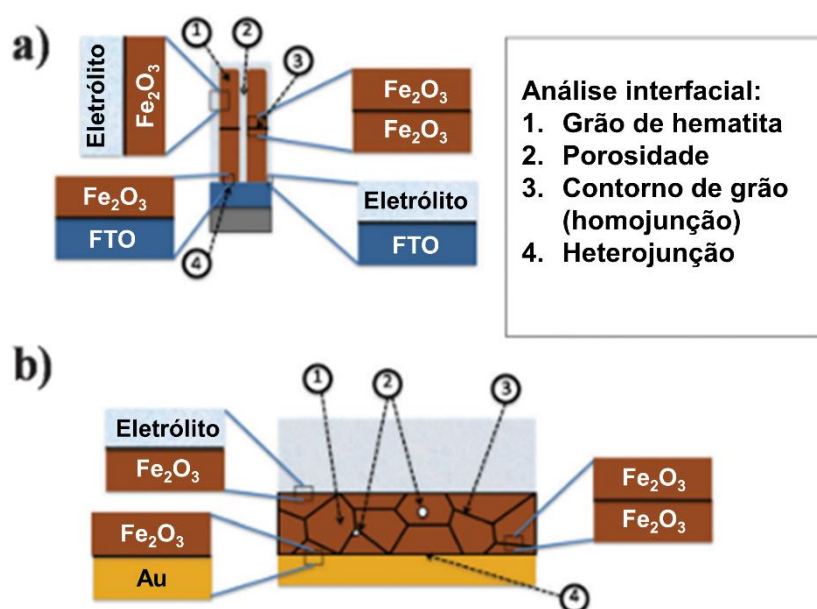 a)
1
2
3
Eletrólito
Fe₂O₃
Fe₂O₃
Fe₂O₃
Fe₂O₃
FTO
4
Eletrólito
FTO
Análise interfacial:
1. Grão de hematita
2. Porosidade
3. Contorno de grão
(homojunção)
4. Heterojunção
b)
1
2
3
Eletrólito
Fe₂O₃
Fe₂O₃
Au
Fe₂O₃
Fe₂O₃
4